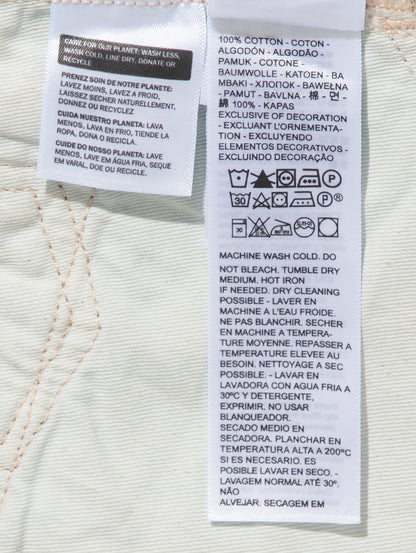 CARE FOR OUR PLANET: WASH LESS,
WASH COLD, LINE DRY, DONATE OR
RECYCLE.
PRENEZ SOIN DE NOTRE PLANETE:
LAVEZ MOINS, LAVEZ A FROID,
LAISSEZ SECHER NATURELLEMENT,
DONNEZ OU RECYCLEZ.
CUIDA NUESTRO PLANETA: LAVA
MENOS, LAVA EN FRIO, TIENDE LA
ROPA, DONA O RECICLA.
CUIDE DO NOSSO PLANETA: LAVE
MENOS, LAVE EM ÁGUA FRIA, SEQUE
EM VARAL, DOE OU RECICLE.
100% COTTON - COTON -
ALGODÓN - ALGODÃO -
PAMUK - COTONE -
BAUMWOLLE - KATOEN - BA
MBAKI - ХЛОПОК - BAWEŁNA
- PAMUT - BAVLNA - 棉 - 면 -
綿 100% - KAPAS
EXCLUSIVE OF DECORATION
- EXCLUANT L'ORNEMENTA-
TION - EXCLUYENDO
ELEMENTOS DECORATIVOS -
EXCLUINDO DECORAÇÃO
P
30 P
30
MACHINE WASH COLD. DO
NOT BLEACH. TUMBLE DRY
MEDIUM. HOT IRON
IF NEEDED. DRY CLEANING
POSSIBLE - LAVER EN
MACHINE A L'EAU FROIDE.
NE PAS BLANCHIR. SECHER
EN MACHINE A TEMPERA-
TURE MOYENNE. REPASSER A
TEMPERATURE ELEVEE AU
BESOIN. NETTOYAGE A SEC
POSSIBLE. - LAVAR EN
LAVADORA CON AGUA FRIA A
30ºC Y DETERGENTE,
EXPRIMIR. NO USAR
BLANQUEADOR.
SECADO MEDIO EN
SECADORA. PLANCHAR EN
TEMPERATURA ALTA A 200ºC
SI ES NECESARIO
POSIBLE LAVAR EN SECO. -
LAVAGEM NORMAL ATÉ 30º.
NÃO
ALVEJAR. SECAGEM EM